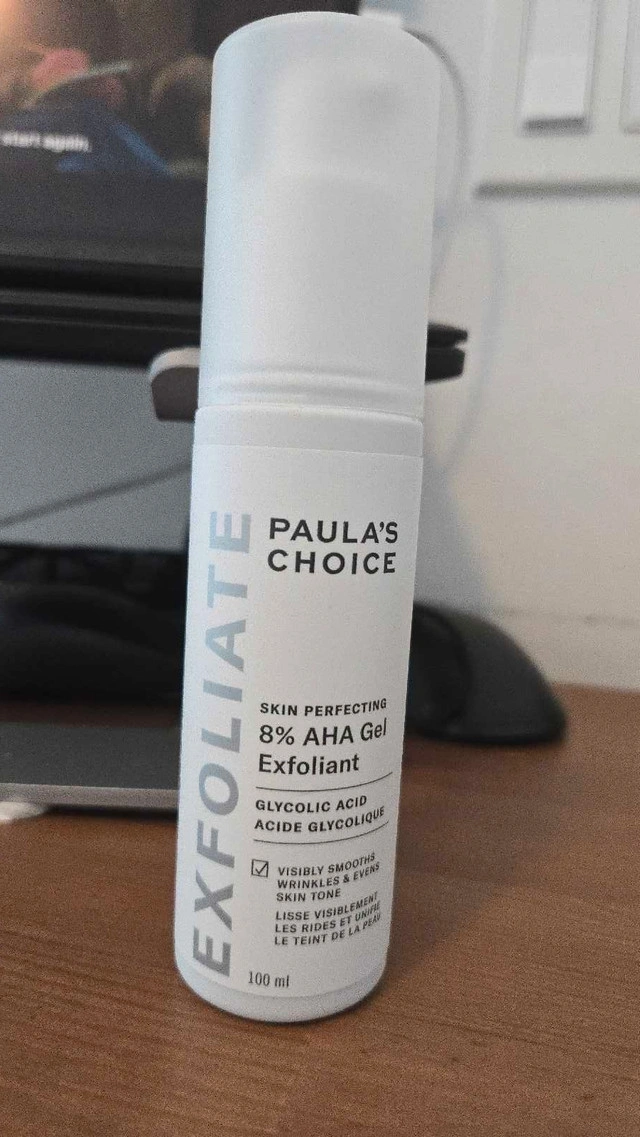 start again.
EXFOLIATE
PAULA'S
CHOICE
SKIN PERFECTING
8% AHA Gel
Exfoliant
GLYCOLIC ACID
ACIDE GLYCOLIQUE
VISIBLY SMOOTHS
WRINKLES & EVENS
SKIN TONE
LISSE VISIBLEMENT
LES RIDES ET UNIFIE
LE TEINT DE LA PEAU
100 ml